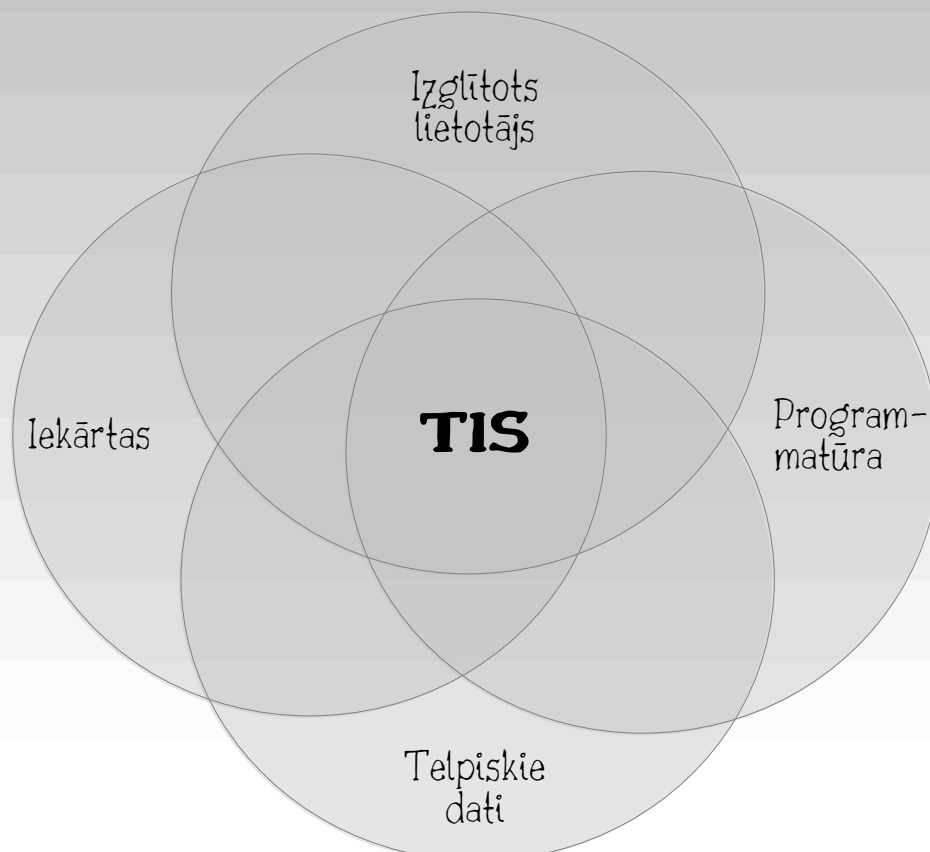 Izglītots
lietotājs
Iekārtas
TIS
Program-
matūra
Telpiskie
dati